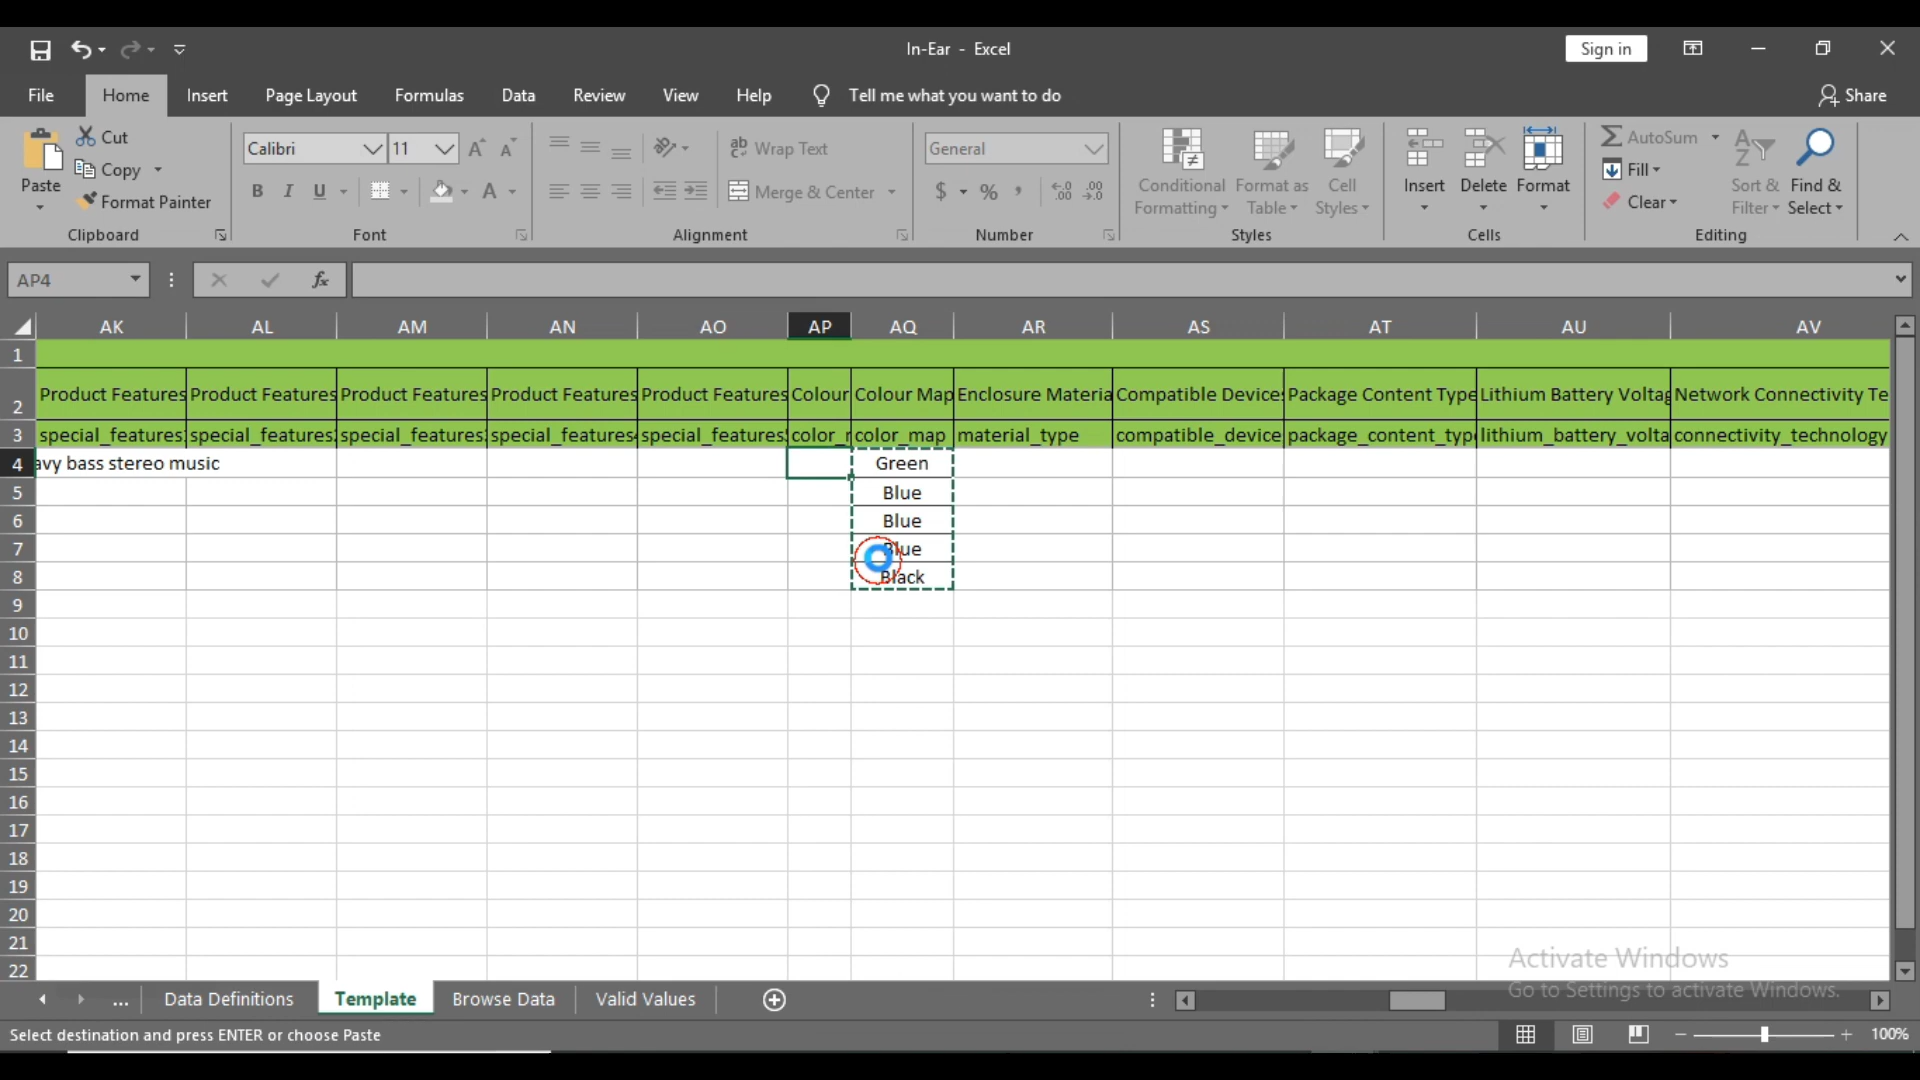 In-Ear - Excel
Sign in
File Home Insert Page Layout Formulas Data Review View Help Tell me what you want to do Share
Paste Cut Copy Format Painter Clipboard
Calibri 11 B I U A Font
Wrap Text Merge & Center Alignment
General $ % , Number
Conditional Formatting Format as Table Cell Styles Styles
Insert Delete Format Cells
AutoSum Fill Clear Sort & Filter Find & Select Editing
AP4 fx
AK AL AM AN AO AP AQ AR AS AT AU AV
1
2 Product Features Product Features Product Features Product Features Product Features Colour Colour Map Enclosure Materia Compatible Devices Package Content Type Lithium Battery Voltag Network Connectivity Te
3 special_features special_features special_features special_features special_features color_ color_map material_type compatible_device package_content_typ lithium_battery_volta connectivity_technology
4 avy bass stereo music Green
5 Blue
6 Blue
7 Blue
8 Black
9
10
11
12
13
14
15
16
17
18
19
20
21
22
Activate Windows
Go to Settings to activate Windows.
... Data Definitions Template Browse Data Valid Values
Select destination and press ENTER or choose Paste 100%